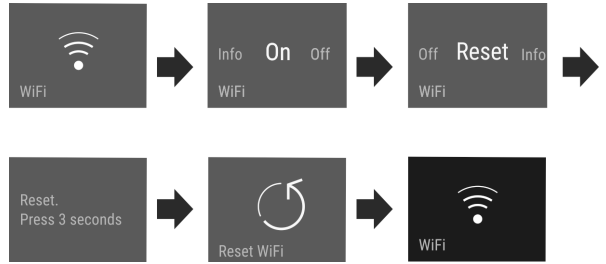 WiFi
Info On Off
WiFi
Off Reset Info
WiFi
Reset.
Press 3 seconds
Reset WiFi
WiFi